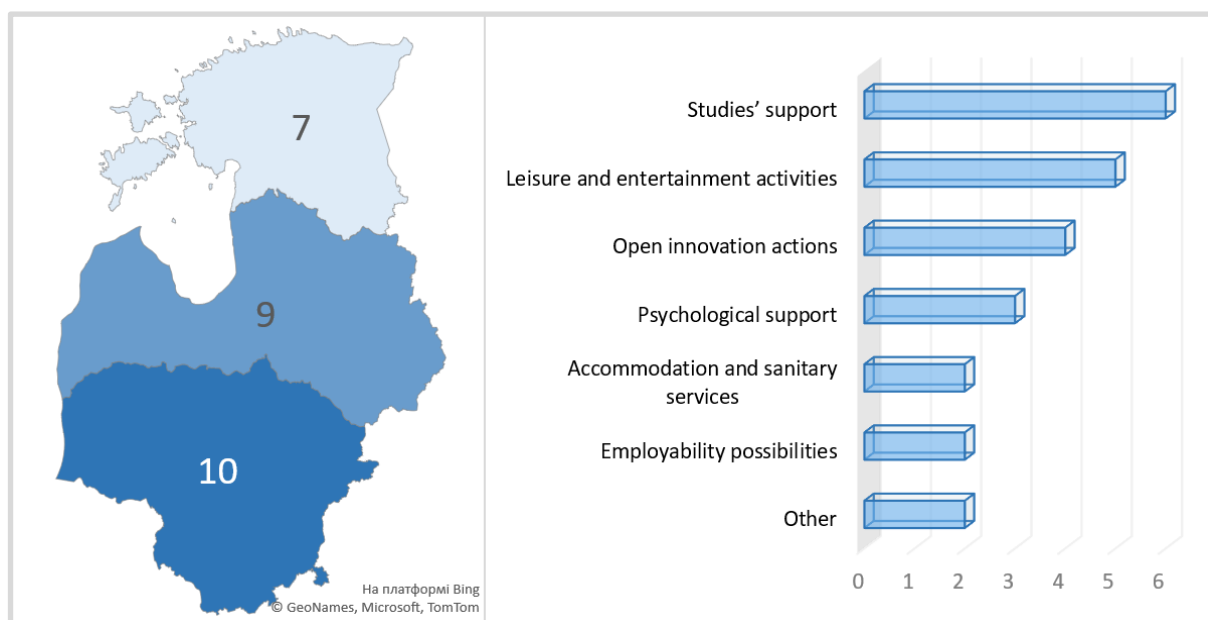 7
9
10
На платформі Bing
© GeoNames, Microsoft, TomTom
Studies’ support
Leisure and entertainment activities
Open innovation actions
Psychological support
Accommodation and sanitary
services
Employability possibilities
Other
0 1 2 3 4 5 6